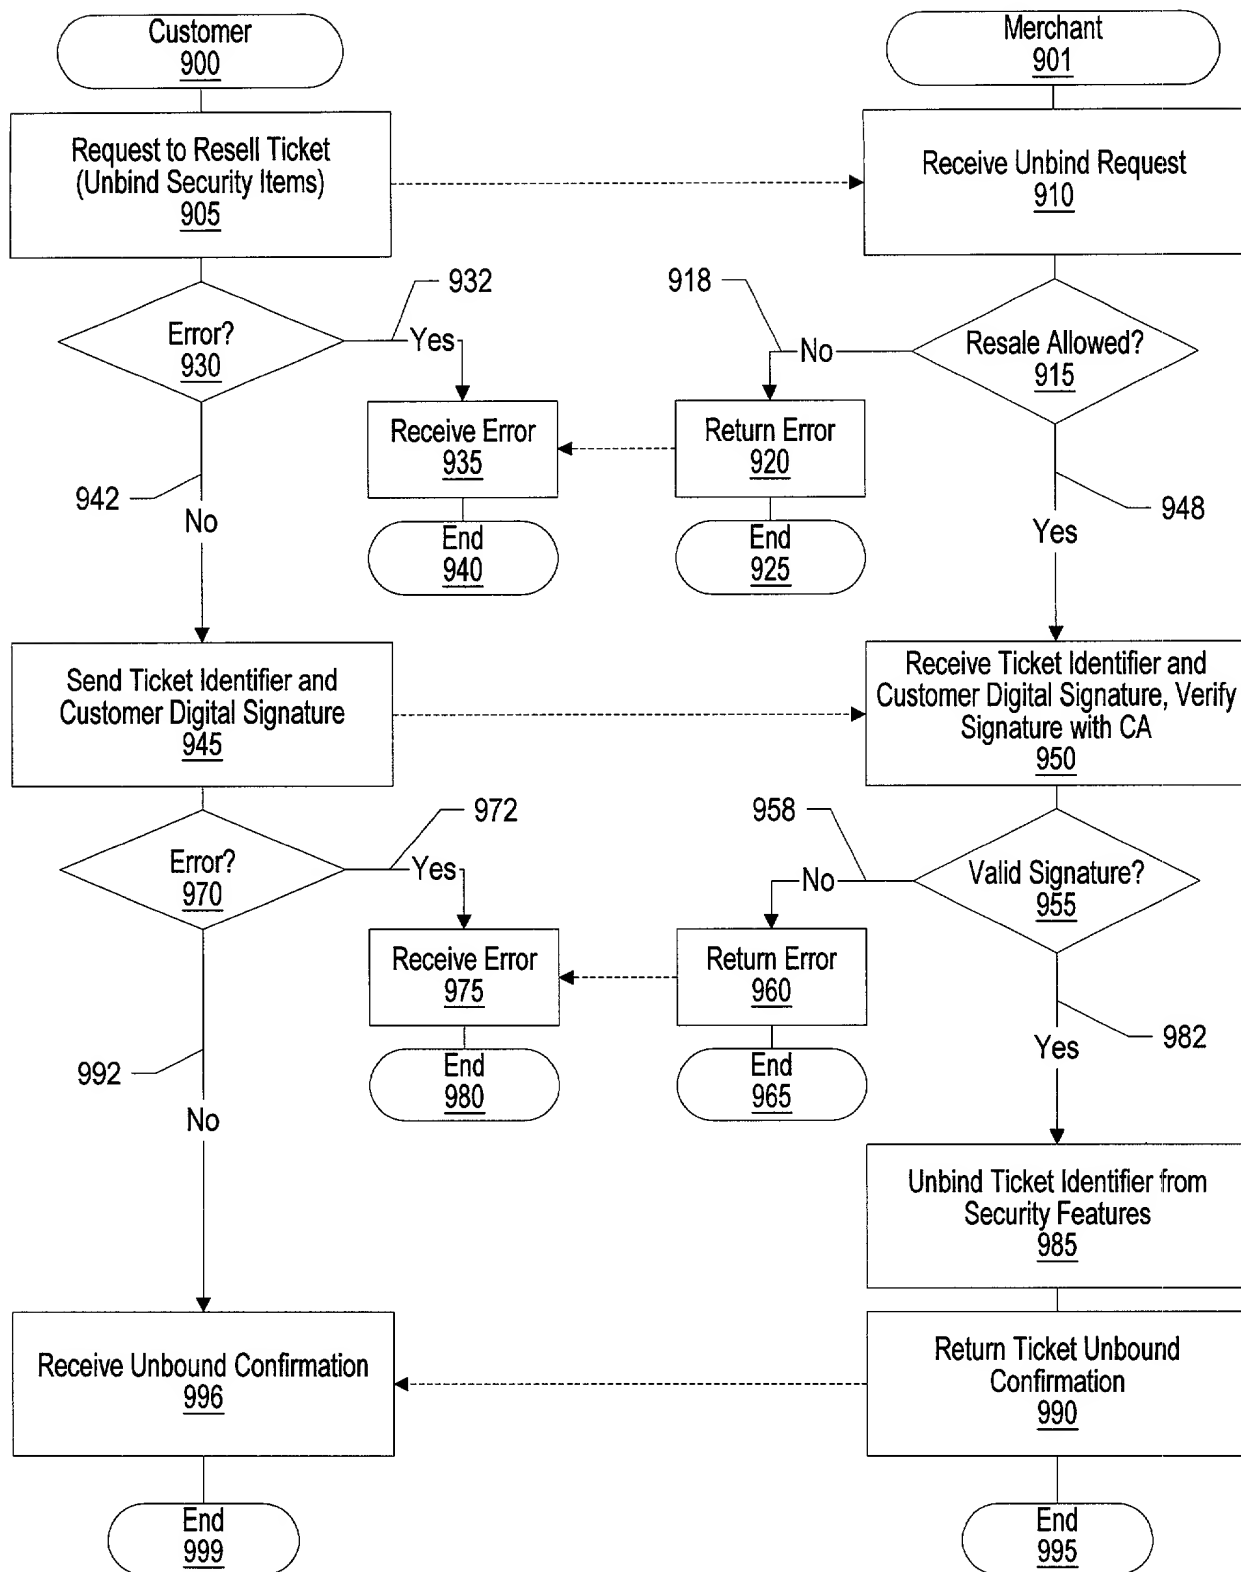 Customer
900
Merchant
901
Request to Resell Ticket
(Unbind Security Items)
905
Receive Unbind Request
910
932
918
Error?
930
Yes
No
Resale Allowed?
915
Receive Error
935
Return Error
920
942
948
No
Yes
End
940
End
925
Send Ticket Identifier and
Customer Digital Signature
945
Receive Ticket Identifier and
Customer Digital Signature, Verify
Signature with CA
950
972
958
Error?
970
Yes
No
Valid Signature?
955
Receive Error
975
Return Error
960
992
982
No
Yes
End
980
End
965
Unbind Ticket Identifier from
Security Features
985
Receive Unbound Confirmation
996
Return Ticket Unbound
Confirmation
990
End
999
End
995